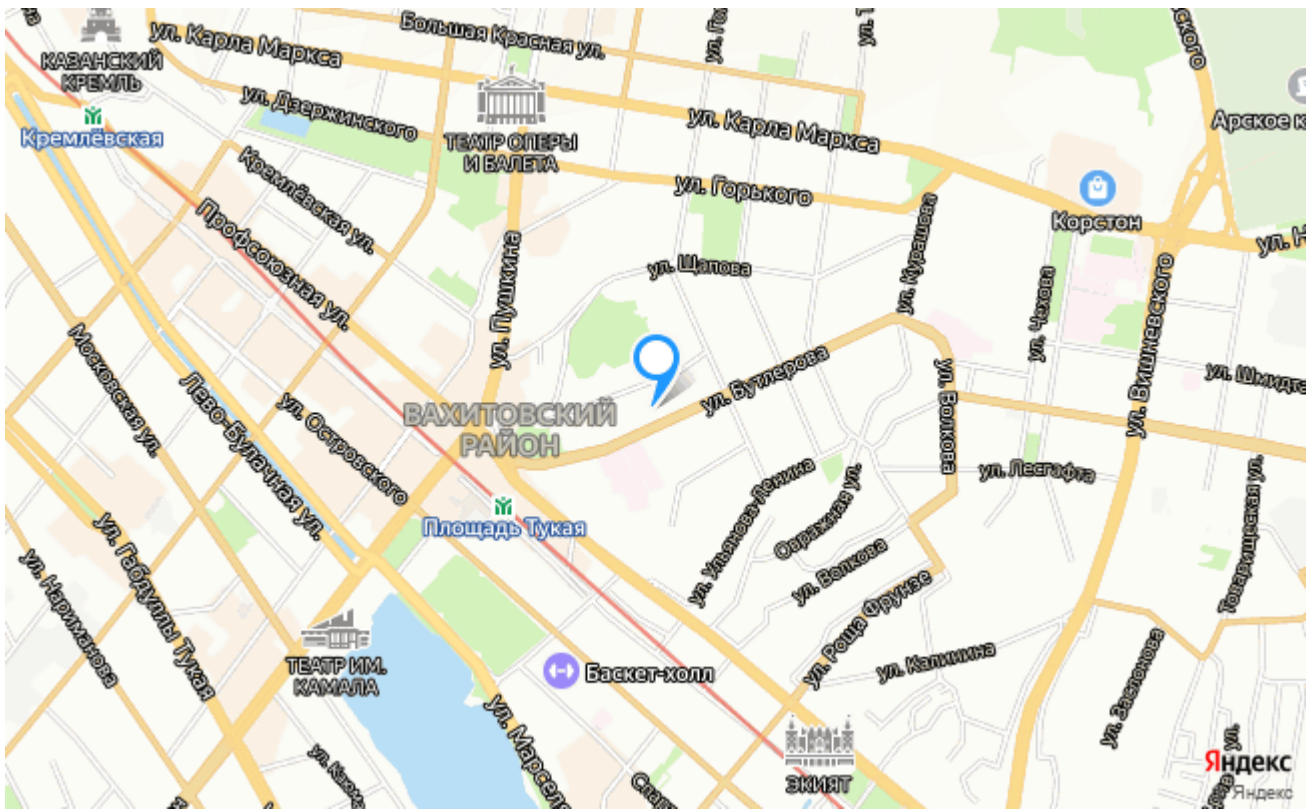 Большая Красная ул.
ул. Карла Маркса
КАЗАНСКИЙ
КРЕМЛЬ
Кремлёвская
ул. Дзержинского
ТЕАТР ОПЕРЫ
И БАЛЕТА
ул. Карла Маркса
ул. Горького
Корстон
Кремлёвская ул.
Профсоюзная ул.
ул. Пушкина
ул. Щапова
ул. Курашова
ул. Чехова
ул. Вишневского
ул. Шмидта
Московская ул.
Лево-Булачная ул.
ул. Островского
ВАХИТОВСКИЙ
РАЙОН
ул. Бутлерова
ул. Волкова
ул. Лесгафта
Площадь Тукая
ул. Ульянова-Ленина
Овражная ул.
ул. Волкова
Товарищеская ул.
ул. Габдуллы Тукая
ул. Нариманова
ТЕАТР ИМ.
КАМАЛА
Баскет-холл
ул. Роща Фрунзе
ул. Калинина
ул. Заслонова
ул. Марселя
ЭКИЯТ
Яндекс
© Яндекс